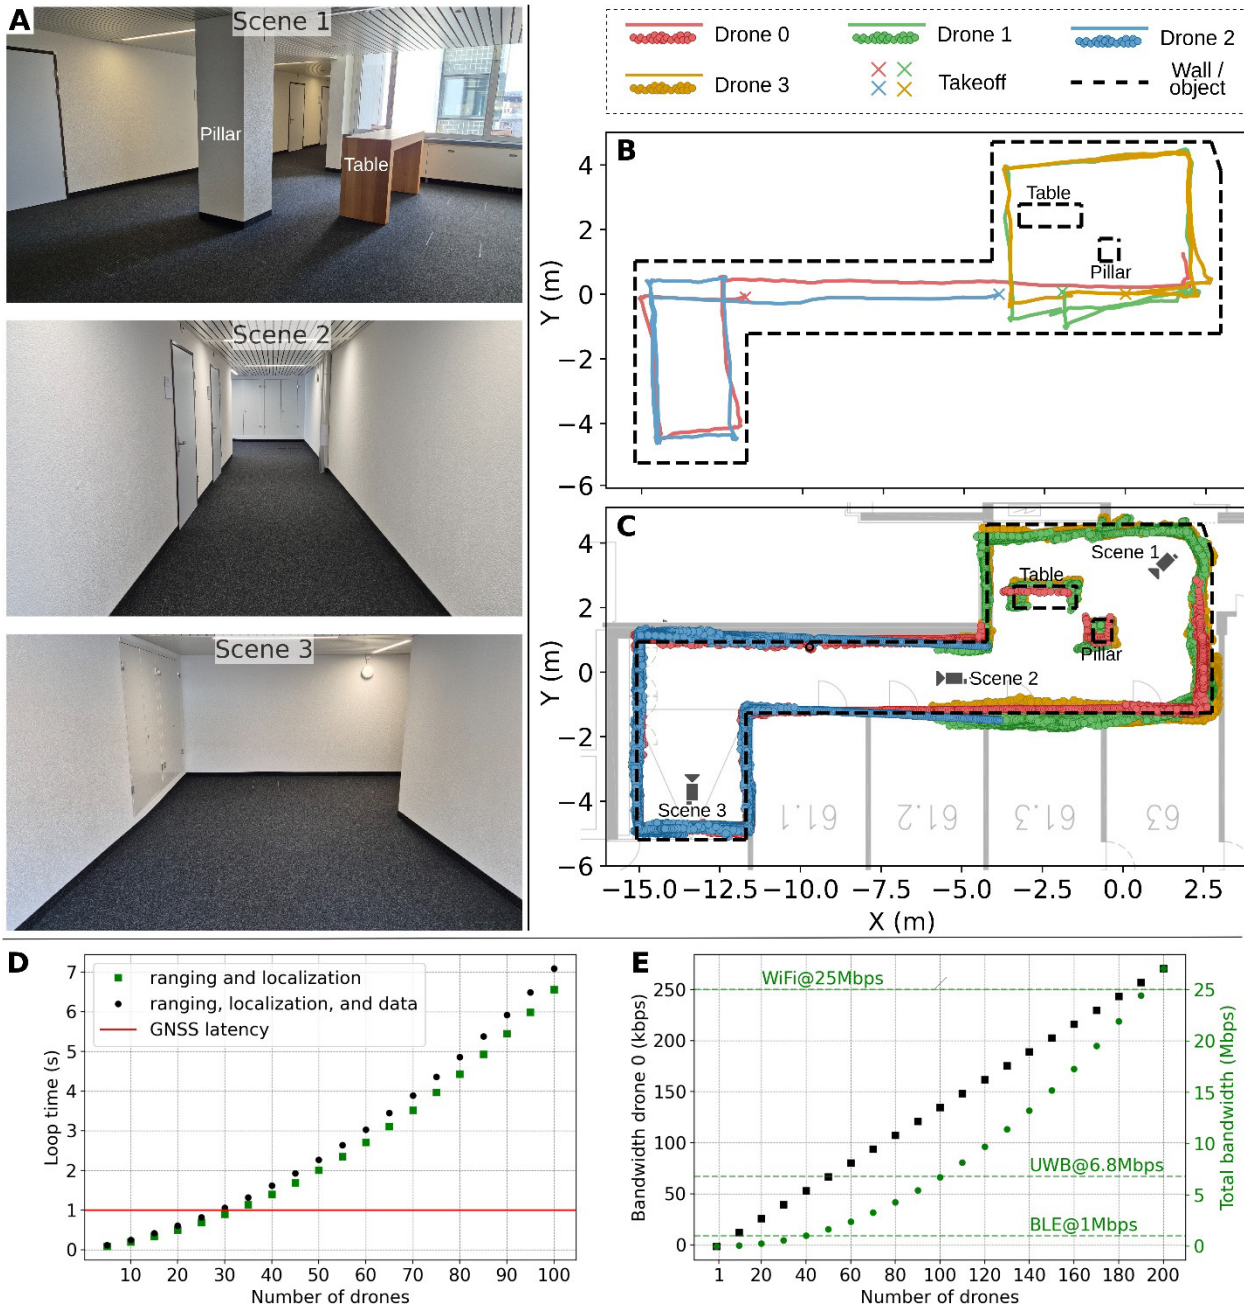 A
Scene 1
Pillar
Table
Scene 2
Scene 3
Drone 0
Drone 1
Drone 2
Drone 3
Takeoff
Wall /
object
B
Y (m)
4
2
0
−2
−4
−6
Table
Pillar
C
Y (m)
4
2
0
−2
−4
−6
Scene 1
Table
Pillar
Scene 2
Scene 3
61.1
61.2
61.3
63
−15.0 −12.5 −10.0 −7.5 −5.0 −2.5 0.0 2.5
X (m)
D
ranging and localization
ranging, localization, and data
GNSS latency
Loop time (s)
7
6
5
4
3
2
1
0
10 20 30 40 50 60 70 80 90 100
Number of drones
E
WiFi@25Mbps
UWB@6.8Mbps
BLE@1Mbps
Bandwidth drone 0 (kbps)
250
200
150
100
50
0
Total bandwidth (Mbps)
25
20
15
10
5
0
1 20 40 60 80 100 120 140 160 180 200
Number of drones